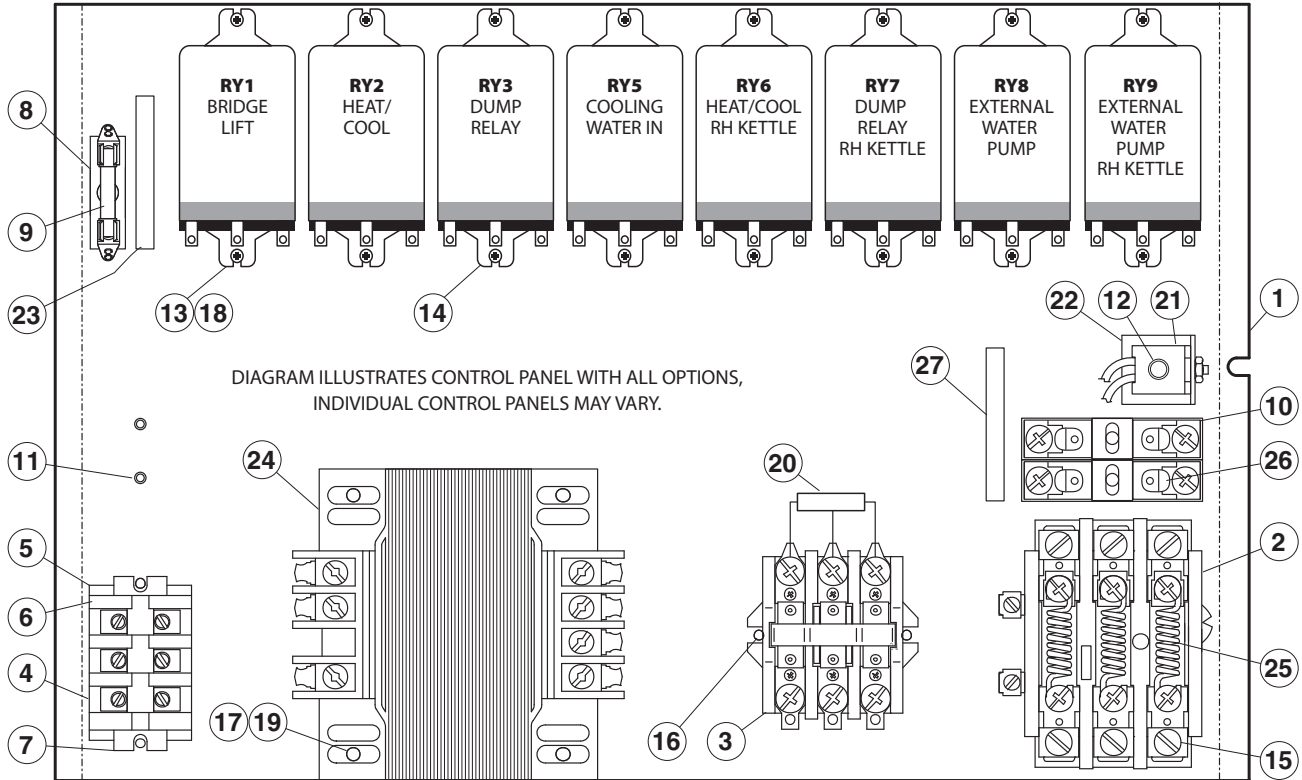 RY1
BRIDGE
LIFT
RY2
HEAT/
COOL
RY3
DUMP
RELAY
RY5
COOLING
WATER IN
RY6
HEAT/COOL
RH KETTLE
RY7
DUMP
RELAY
RH KETTLE
RY8
EXTERNAL
WATER
PUMP
RY9
EXTERNAL
WATER
PUMP
RH KETTLE
8
9
23
13 18
14
22 12 21
1
DIAGRAM ILLUSTRATES CONTROL PANEL WITH ALL OPTIONS,
INDIVIDUAL CONTROL PANELS MAY VARY.
27
10
11
24
20
26
5
2
6
4
25
7
17 19
16
3
15